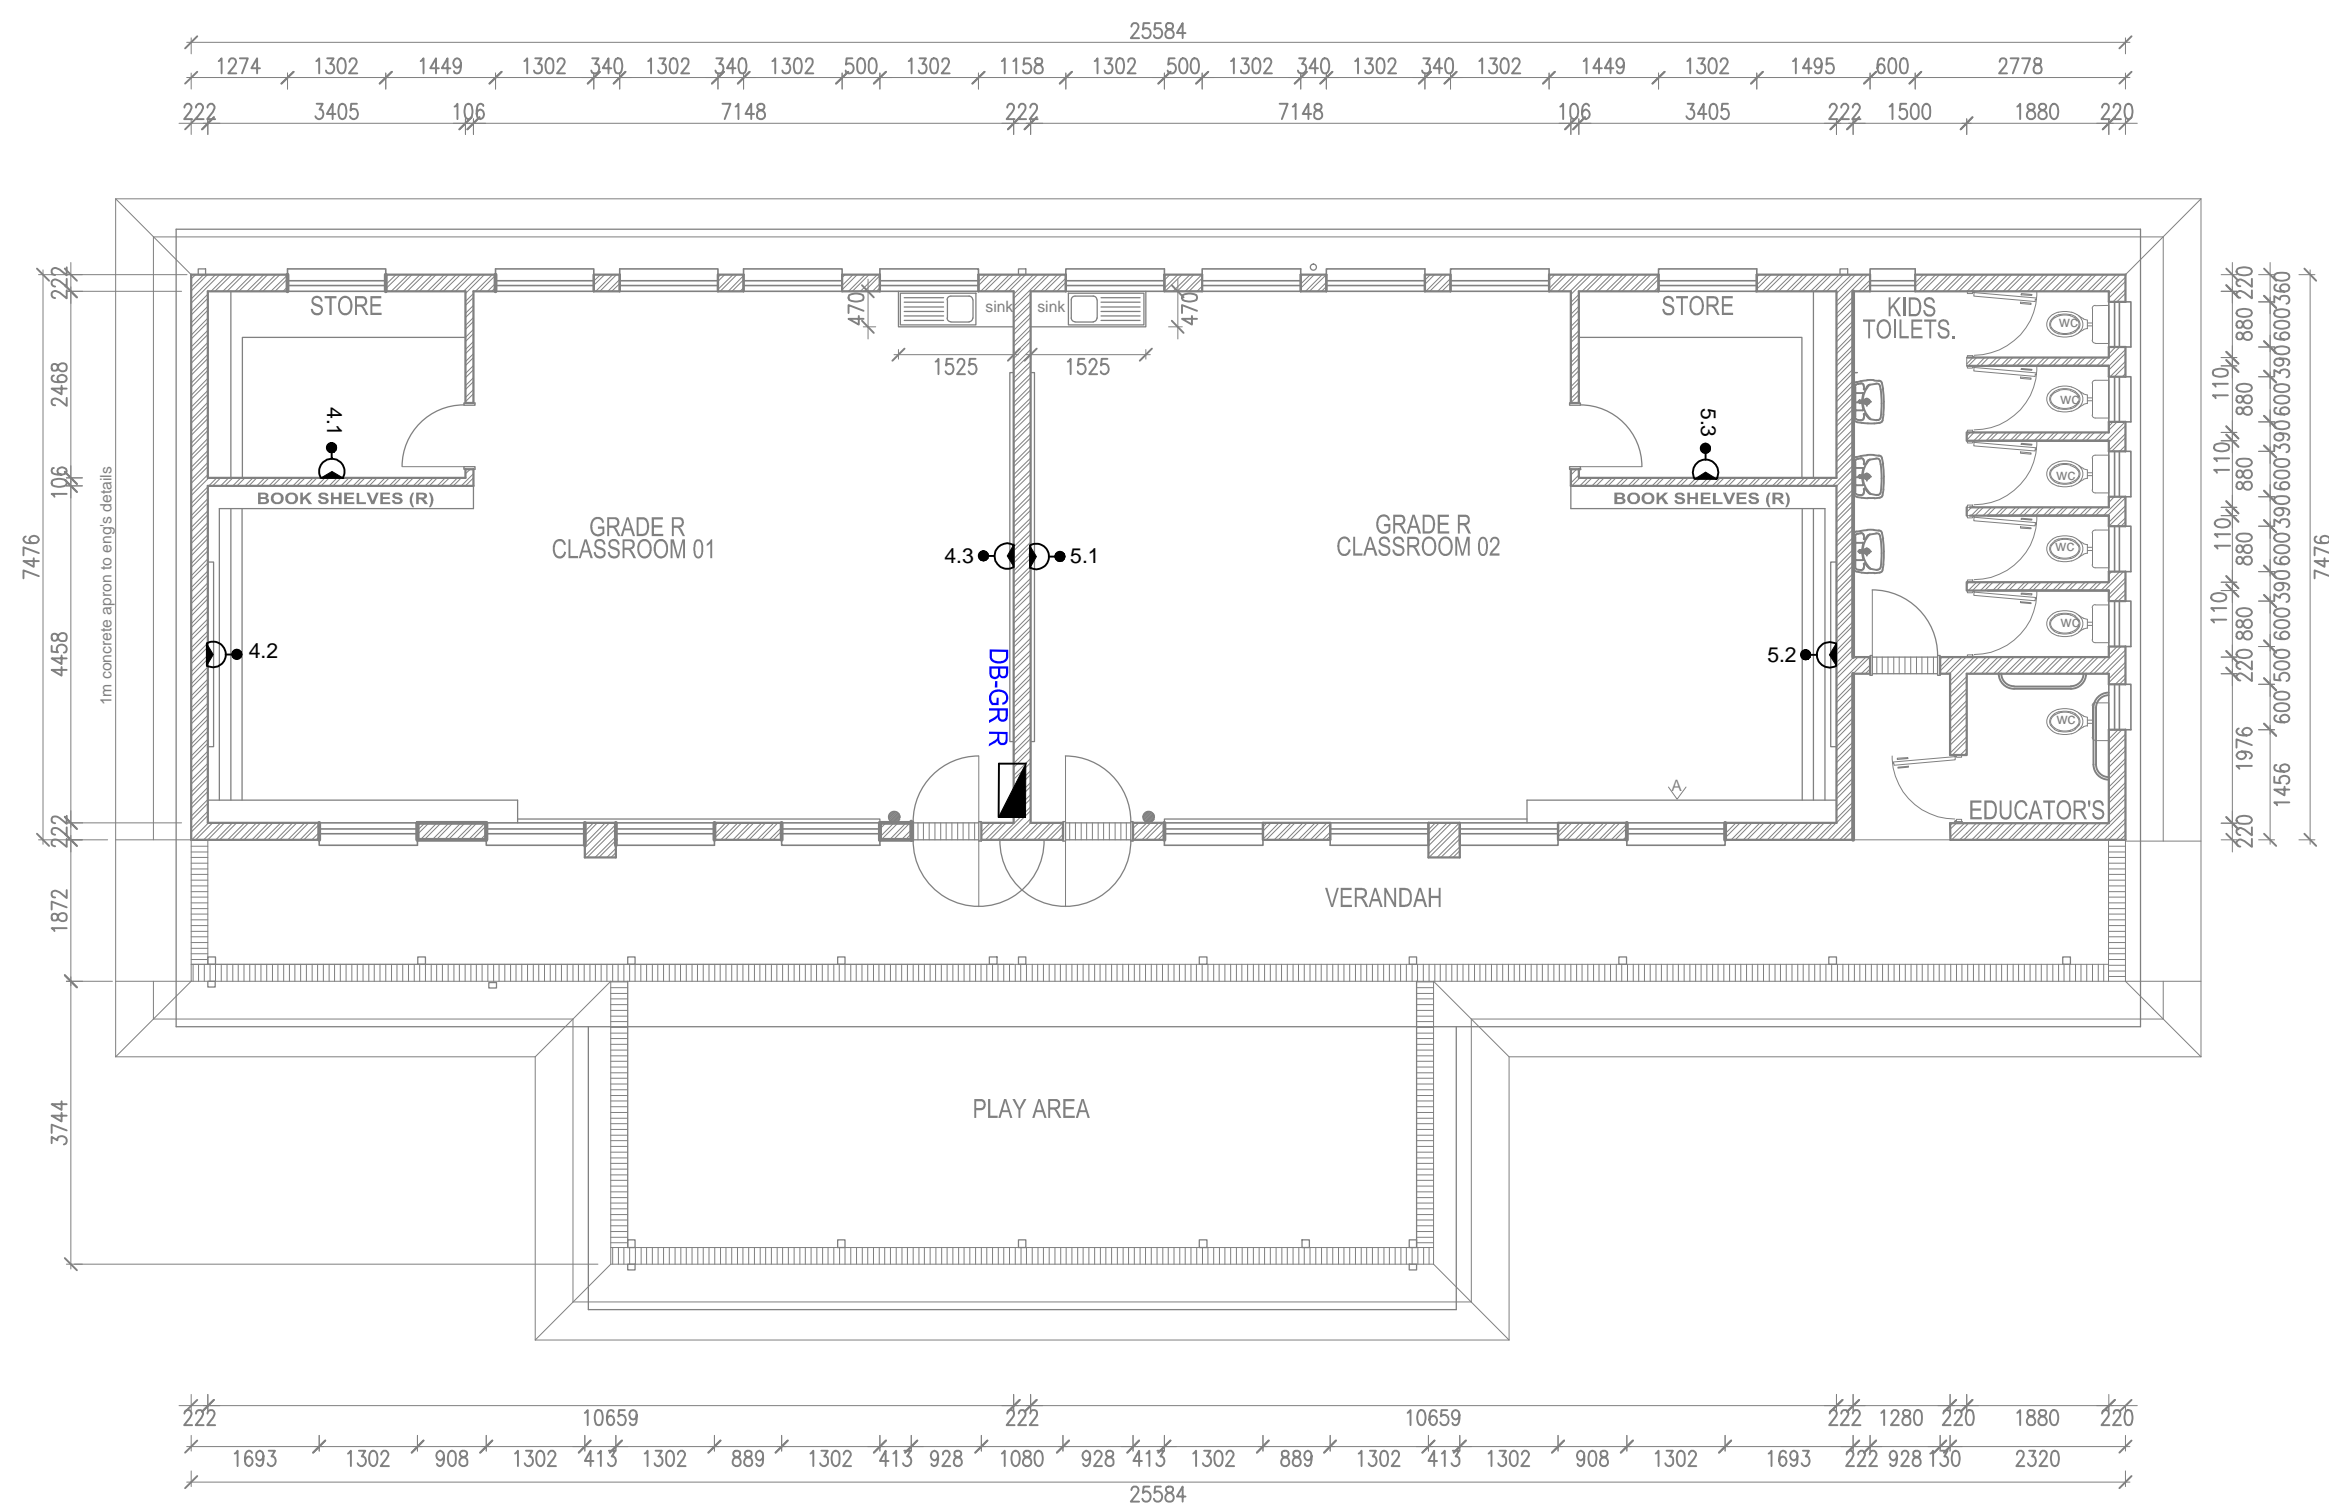 25584
1274 1302 1449 1302 340 1302 340 1302 500 1302 1158 1302 500 1302 340 1302 340 1302 1449 1302 1495 600 2778
222 3405 106 7148 222 7148 106 3405 222 1500 1880 220
STORE
470
sink
sink
470
STORE
KIDS
TOILETS.
1525
1525
4.1
5.3
BOOK SHELVES (R)
BOOK SHELVES (R)
GRADE R
CLASSROOM 01
GRADE R
CLASSROOM 02
4.3
5.1
4.2
5.2
DB-GR R
A
WC
WC
WC
WC
WC
WC
EDUCATOR'S
VERANDAH
PLAY AREA
1m concrete apron to eng's details
7476
222
2468
106
4458
222
1872
3744
220
880
110
880
110
880
110
880
110
880
220
1976
220
360
600
390
600
390
600
390
600
390
600
500
600
1456
7476
222 10659 222 10659 222 1280 220 1880 220
1693 1302 908 1302 413 1302 889 1302 413 928 1080 928 413 1302 889 1302 413 1302 908 1302 1693 222 928 130 2320
25584